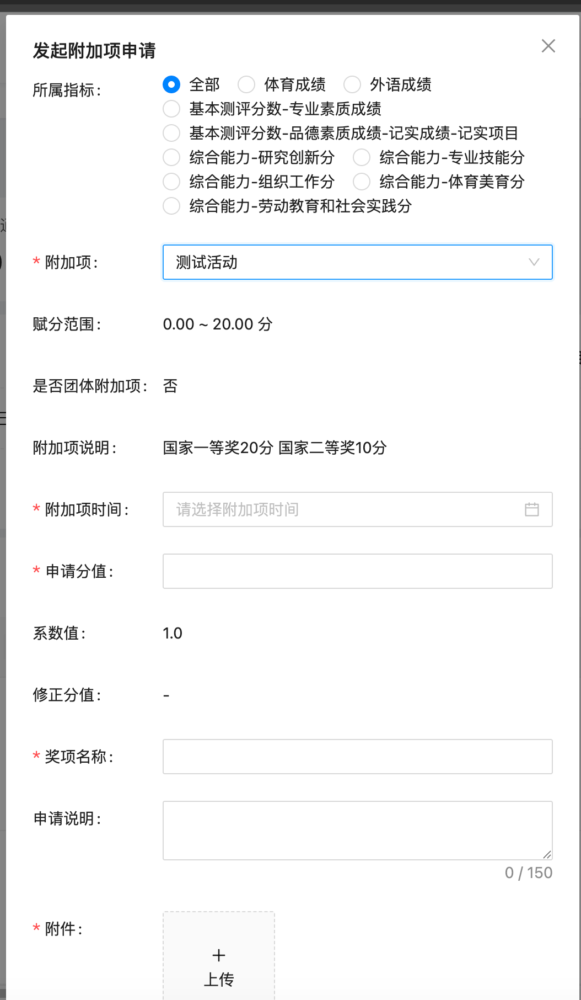 发起附加项申请
所属指标:
全部 体育成绩 外语成绩
基本测评分数-专业素质成绩
基本测评分数-品德素质成绩-记实成绩-记实项目
综合能力-研究创新分 综合能力-专业技能分
综合能力-组织工作分 综合能力-体育美育分
综合能力-劳动教育和社会实践分
* 附加项: 测试活动
赋分范围: 0.00 ~ 20.00 分
是否团体附加项: 否
附加项说明: 国家一等奖20分 国家二等奖10分
* 附加项时间: 请选择附加项时间
* 申请分值:
系数值: 1.0
修正分值: -
* 奖项名称:
申请说明:
0 / 150
* 附件:
+
上传